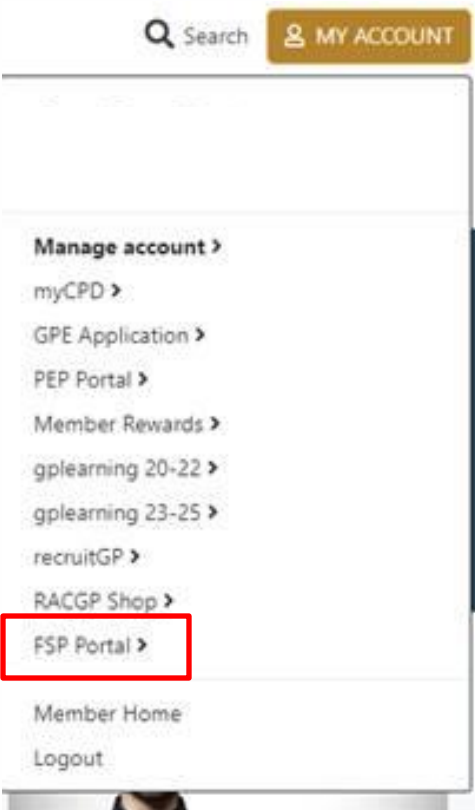 Search MY ACCOUNT
Manage account >
myCPD >
GPE Application >
PEP Portal >
Member Rewards >
gplearning 20-22 >
gplearning 23-25 >
recruitGP >
RACGP Shop >
FSP Portal >
Member Home
Logout